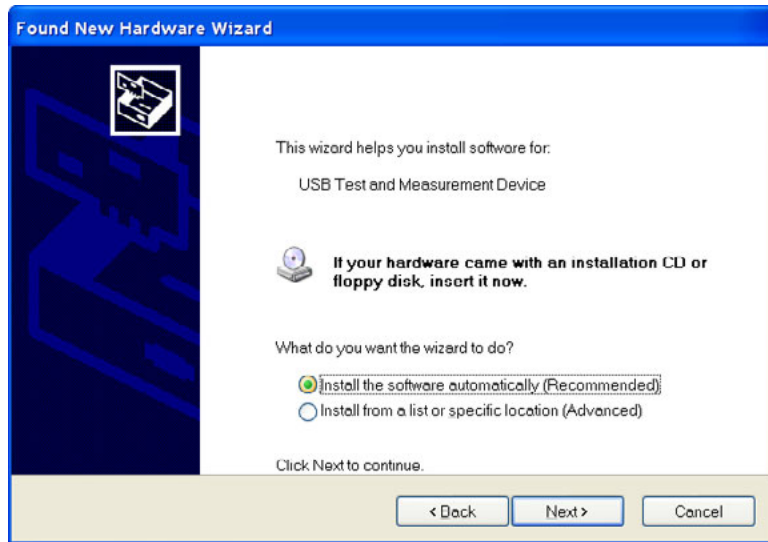 Found New Hardware Wizard
This wizard helps you install software for:
USB Test and Measurement Device
If your hardware came with an installation CD or
floppy disk, insert it now.
What do you want the wizard to do?
Install the software automatically (Recommended)
Install from a list or specific location (Advanced)
Click Next to continue.
< Back Next > Cancel